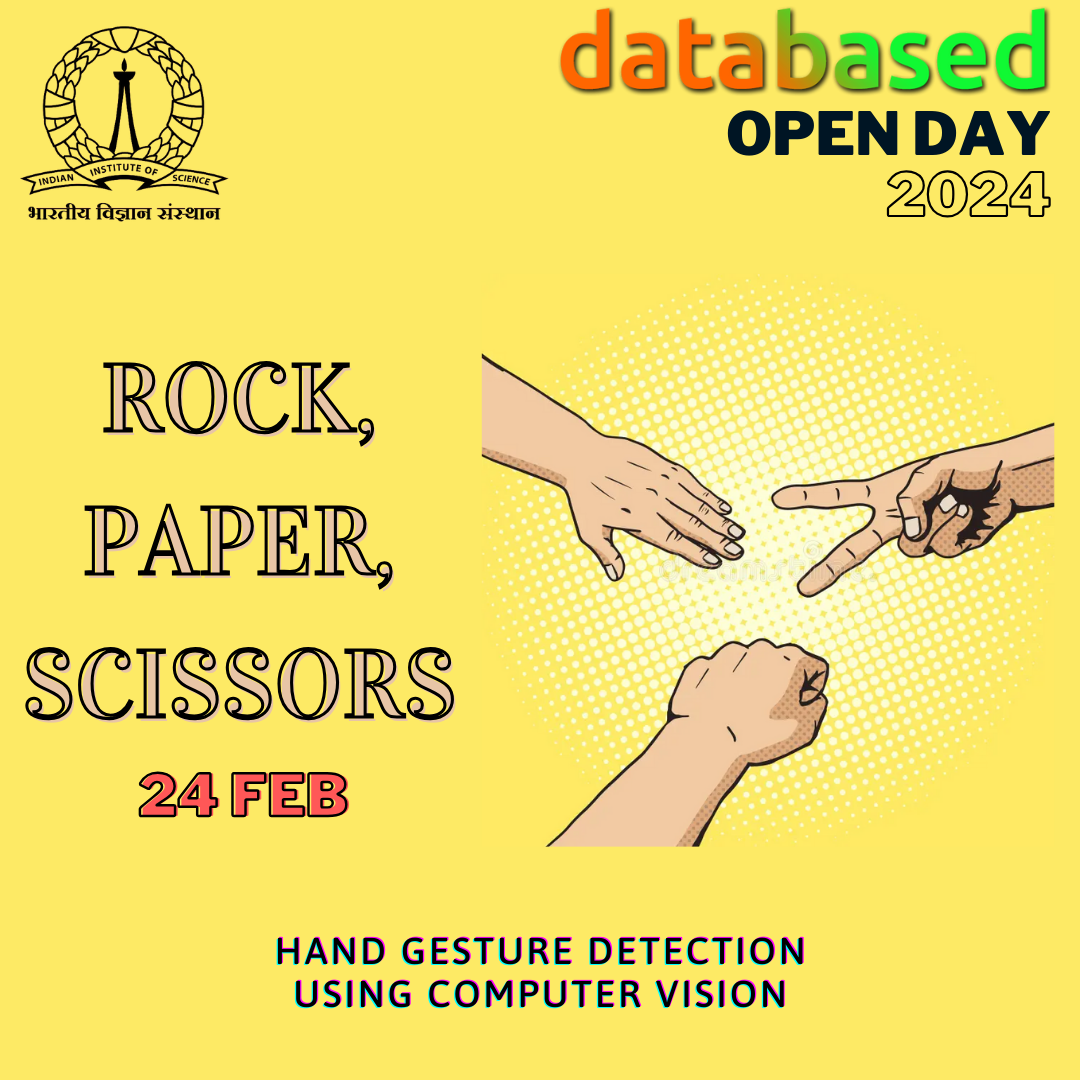 INDIAN INSTITUTE OF SCIENCE
भारतीय विज्ञान संस्थान
databased
OPEN DAY
2024
ROCK,
PAPER,
SCISSORS
24 FEB
HAND GESTURE DETECTION
USING COMPUTER VISION